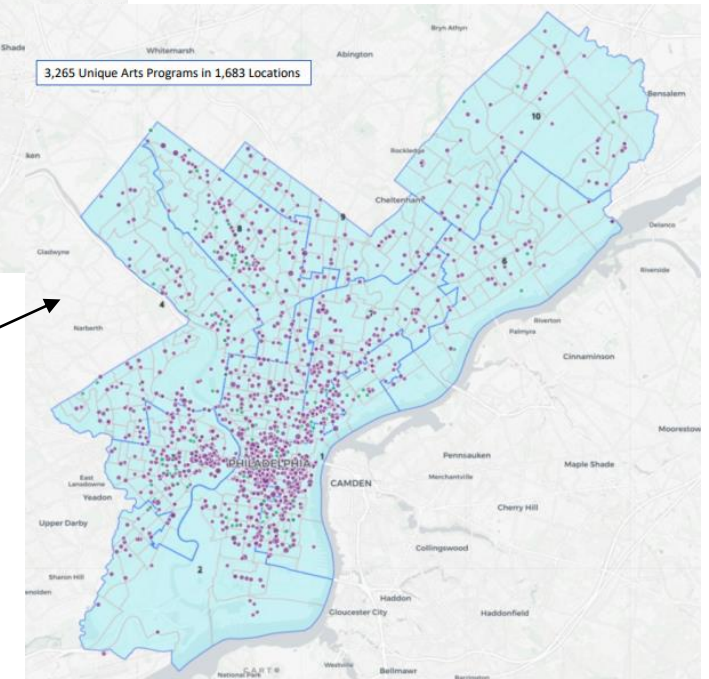 Bryn Athyn
Shade
Whitemarsh
Abington
3,265 Unique Arts Programs in 1,683 Locations
Bensalem
10
Rockledge
ken
Cheltenham
9
8
Delanco
Gladwyne
6
Riverside
4
7
Riverton
Narberth
Palmyra
Cinnaminson
Moorestow
PHILADELPHIA
1
Pennsauken
Maple Shade
East
Lansdowne
CAMDEN
Merchantville
Yeadon
Cherry Hill
Upper Darby
Collingswood
2
Sharon Hill
enolden
Haddon
Gloucester City
Haddonfield
Westville
National Park
Bellmawr
Barrington